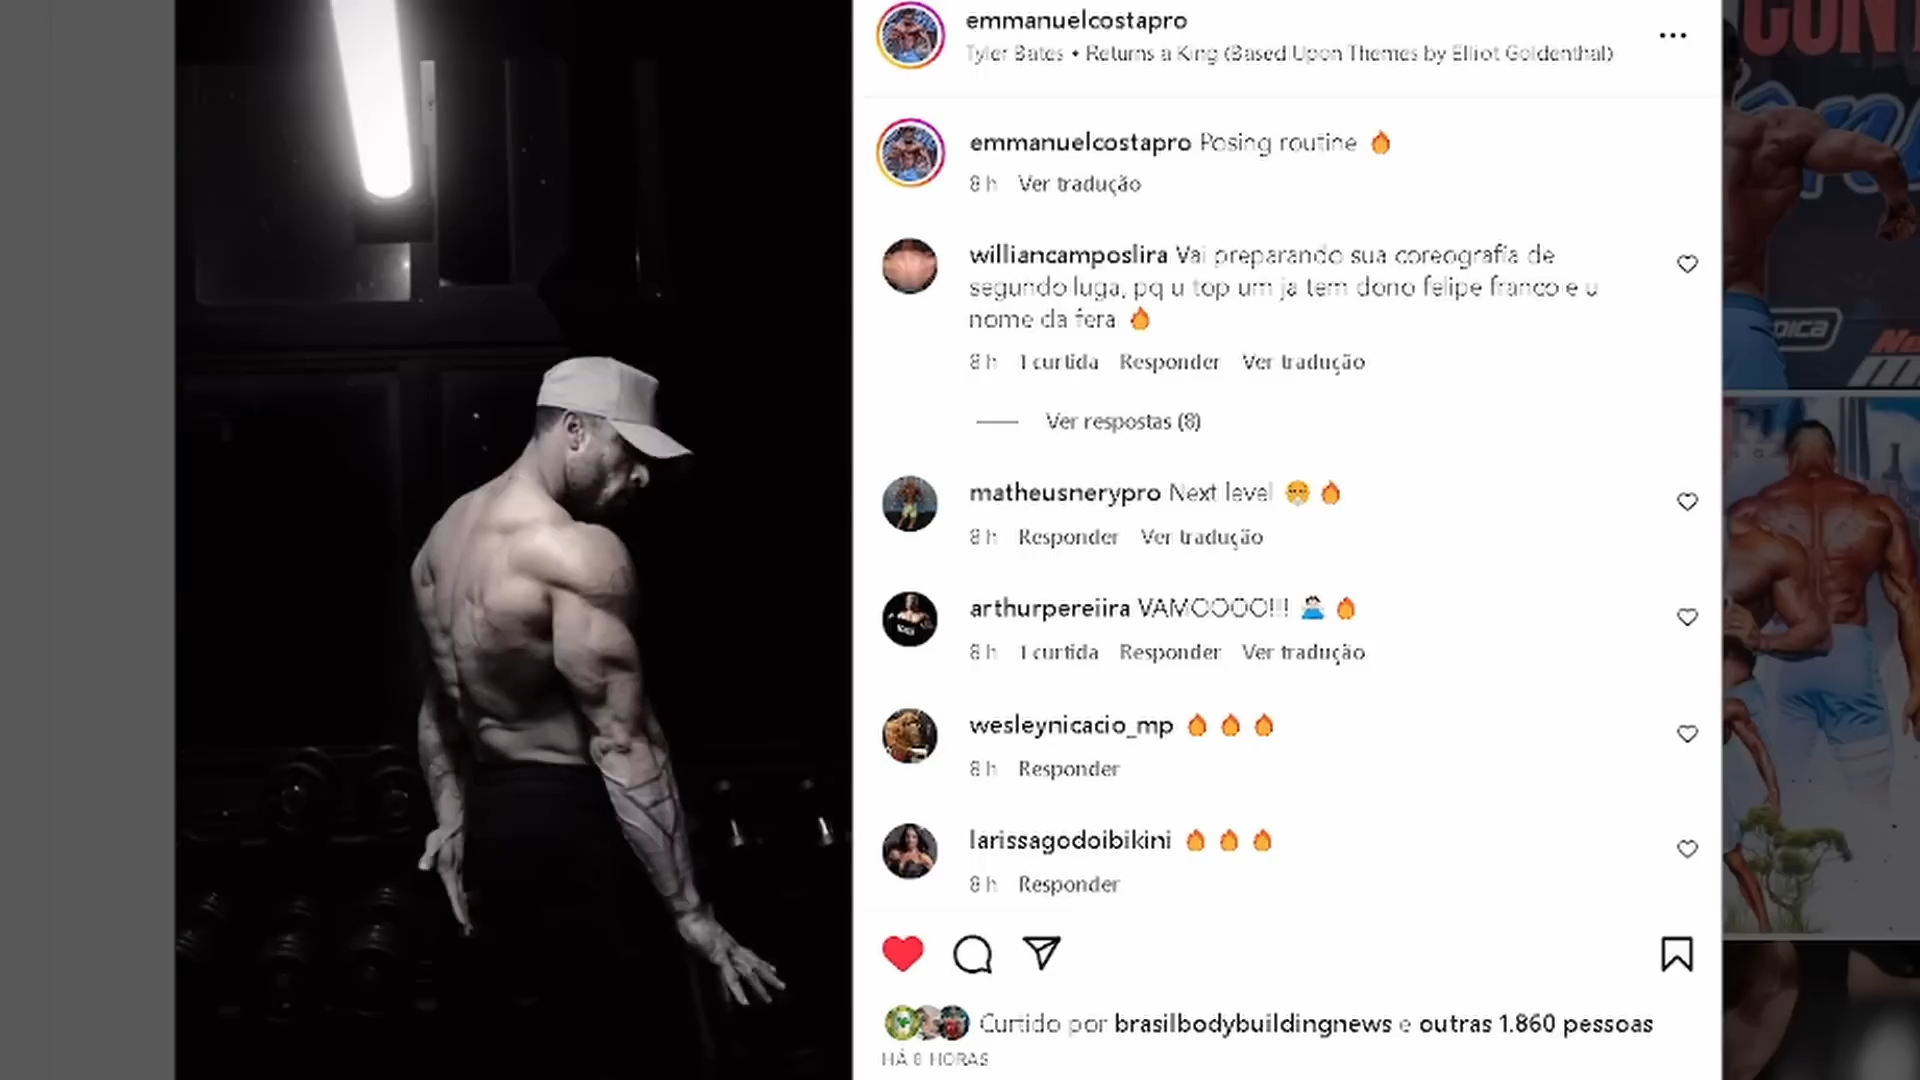 emmanuelcostapro
Tyler Bates • Returns a King (Based Upon Themes by Elliot Goldenthal)
emmanuelcostapro Posing routine 🔥
8 h Ver tradução
williancamposlira Vai preparando sua coreografia de
segundo luga, pq u top um ja tem dono felipe franco e u
nome da fera 🔥
8 h 1 curtida Responder Ver tradução
Ver respostas (8)
matheusnerypro Next level 😤 🔥
8 h Responder Ver tradução
arthurpereiira VAMOOOO!!! 🔥
8 h 1 curtida Responder Ver tradução
wesleynicacio_mp 🔥 🔥 🔥
8 h Responder
larissagodoibikini 🔥 🔥 🔥
8 h Responder
Curtido por brasilbodybuildingnews e outras 1.860 pessoas
HÁ 8 HORAS